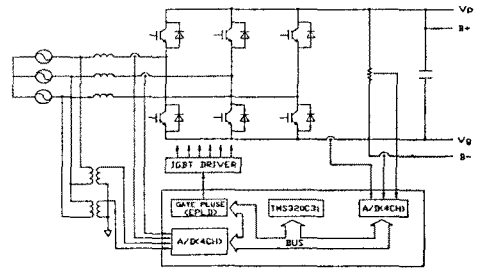 Vp
B+
Vg
B-
IGBT DRIVER
GATE PLUSE
(EPLD)
TMS320C31
A/D(4CH)
A/D(4CH)
BUS